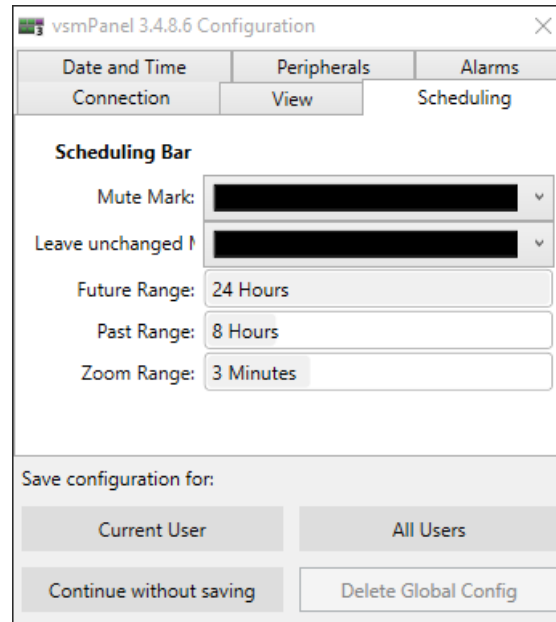 vsmPanel 3.4.8.6 Configuration
Date and Time Peripherals Alarms
Connection View Scheduling
Scheduling Bar
Mute Mark:
Leave unchanged
Future Range: 24 Hours
Past Range: 8 Hours
Zoom Range: 3 Minutes
Save configuration for:
Current User All Users
Continue without saving Delete Global Config